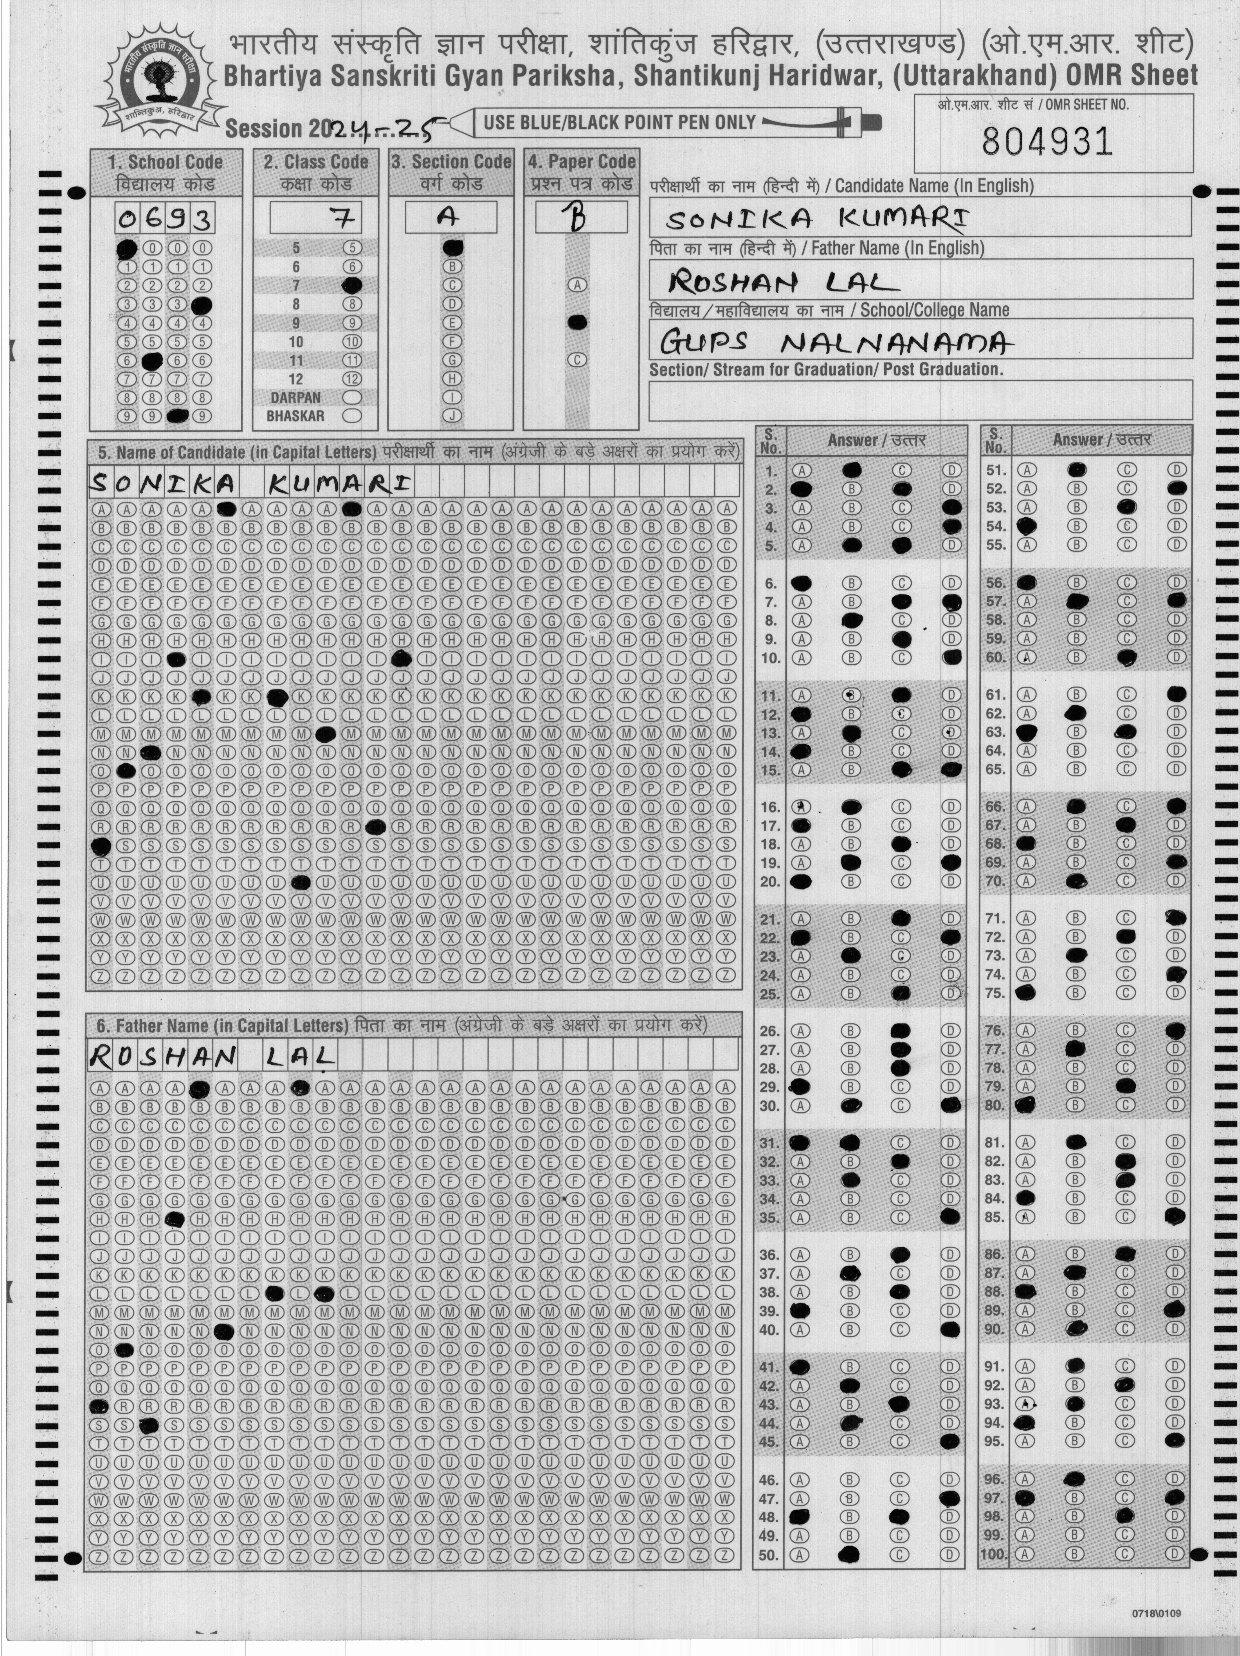 भारतीय संस्कृति ज्ञान परीक्षा, शांतिकुंज हरिद्वार, (उत्तराखण्ड) (ओ.एम.आर. शीट)
Bhartiya Sanskriti Gyan Pariksha, Shantikunj Haridwar, (Uttarakhand) OMR Sheet
Session 2024-25
USE BLUE/BLACK POINT PEN ONLY
ओ.एम.आर. शीट सं / OMR SHEET NO.
804931
1. School Code
विद्यालय कोड
0693
2. Class Code
कक्षा कोड
7
5
6
7
8
9
10
11
12
DARPAN
BHASKAR
3. Section Code
वर्ग कोड
A
4. Paper Code
प्रश्न पत्र कोड
B
परीक्षार्थी का नाम (हिन्दी में) / Candidate Name (In English)
SONIKA KUMARI
पिता का नाम (हिन्दी में) / Father Name (In English)
ROSHAN LAL
विद्यालय/महाविद्यालय का नाम / School/College Name
GUPS NALNANAMA
Section/ Stream for Graduation/ Post Graduation.
5. Name of Candidate (in Capital Letters) परीक्षार्थी का नाम (अंग्रेजी के बड़े अक्षरों का प्रयोग करें)
SONIKA KUMARI
6. Father Name (in Capital Letters) पिता का नाम (अंग्रेजी के बड़े अक्षरों का प्रयोग करें)
ROSHAN LAL
S. No. Answer / उत्तर
S. No. Answer / उत्तर
0718\0109